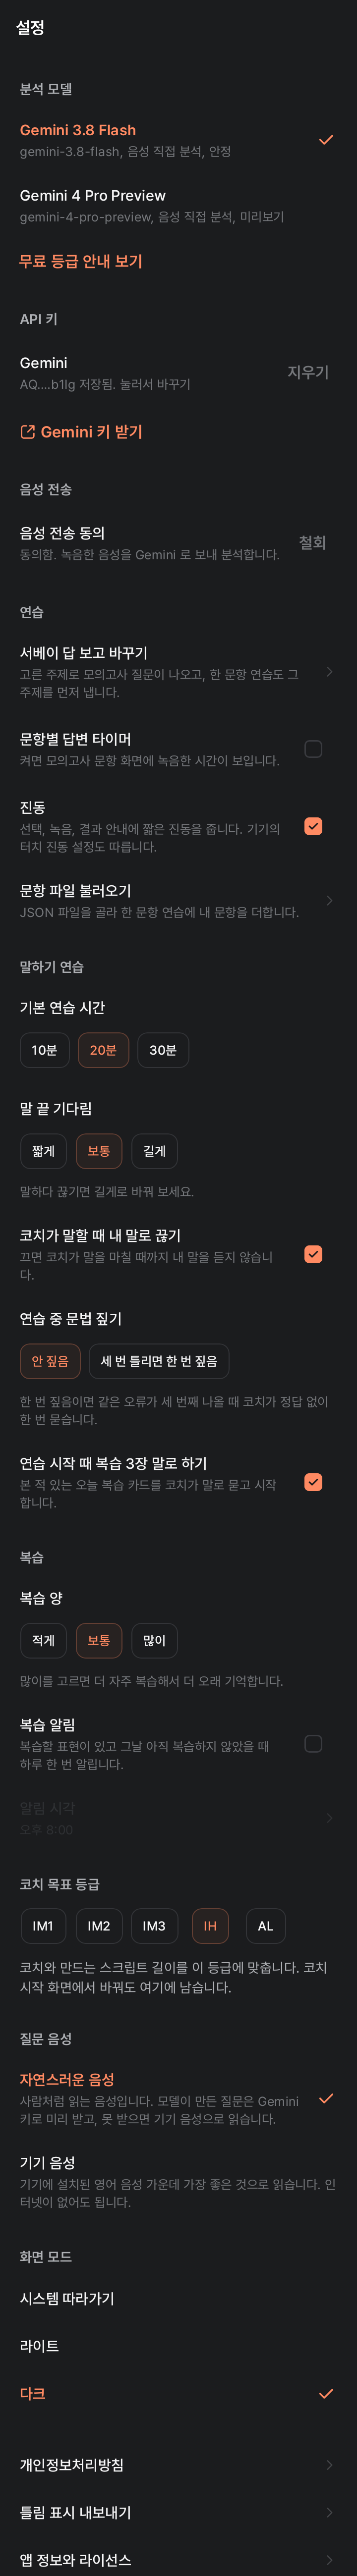 설정
분석 모델
Gemini 3.8 Flash
gemini-3.8-flash, 음성 직접 분석, 안정
Gemini 4 Pro Preview
gemini-4-pro-preview, 음성 직접 분석, 미리보기
무료 등급 안내 보기
API 키
Gemini
AQ....b1Ig 저장됨. 눌러서 바꾸기
지우기
Gemini 키 받기
음성 전송
음성 전송 동의
동의함. 녹음한 음성을 Gemini 로 보내 분석합니다.
철회
연습
서베이 답 보고 바꾸기
고른 주제로 모의고사 질문이 나오고, 한 문항 연습도 그
주제를 먼저 냅니다.
문항별 답변 타이머
켜면 모의고사 문항 화면에 녹음한 시간이 보입니다.
진동
선택, 녹음, 결과 안내에 짧은 진동을 줍니다. 기기의
터치 진동 설정도 따릅니다.
문항 파일 불러오기
JSON 파일을 골라 한 문항 연습에 내 문항을 더합니다.
말하기 연습
기본 연습 시간
10분 20분 30분
말 끝 기다림
짧게 보통 길게
말하다 끊기면 길게로 바꿔 보세요.
코치가 말할 때 내 말로 끊기
끄면 코치가 말을 마칠 때까지 내 말을 듣지 않습니
다.
연습 중 문법 짚기
안 짚음 세 번 틀리면 한 번 짚음
한 번 짚음이면 같은 오류가 세 번째 나올 때 코치가 정답 없이
한 번 묻습니다.
연습 시작 때 복습 3장 말로 하기
본 적 있는 오늘 복습 카드를 코치가 말로 묻고 시작
합니다.
복습
복습 양
적게 보통 많이
많이를 고르면 더 자주 복습해서 더 오래 기억합니다.
복습 알림
복습할 표현이 있고 그날 아직 복습하지 않았을 때
하루 한 번 알립니다.
알림 시각
오후 8:00
코치 목표 등급
IM1 IM2 IM3 IH AL
코치와 만드는 스크립트 길이를 이 등급에 맞춥니다. 코치
시작 화면에서 바꿔도 여기에 남습니다.
질문 음성
자연스러운 음성
사람처럼 읽는 음성입니다. 모델이 만든 질문은 Gemini
키로 미리 받고, 못 받으면 기기 음성으로 읽습니다.
기기 음성
기기에 설치된 영어 음성 가운데 가장 좋은 것으로 읽습니다. 인
터넷이 없어도 됩니다.
화면 모드
시스템 따라가기
라이트
다크
개인정보처리방침
틀림 표시 내보내기
앱 정보와 라이선스